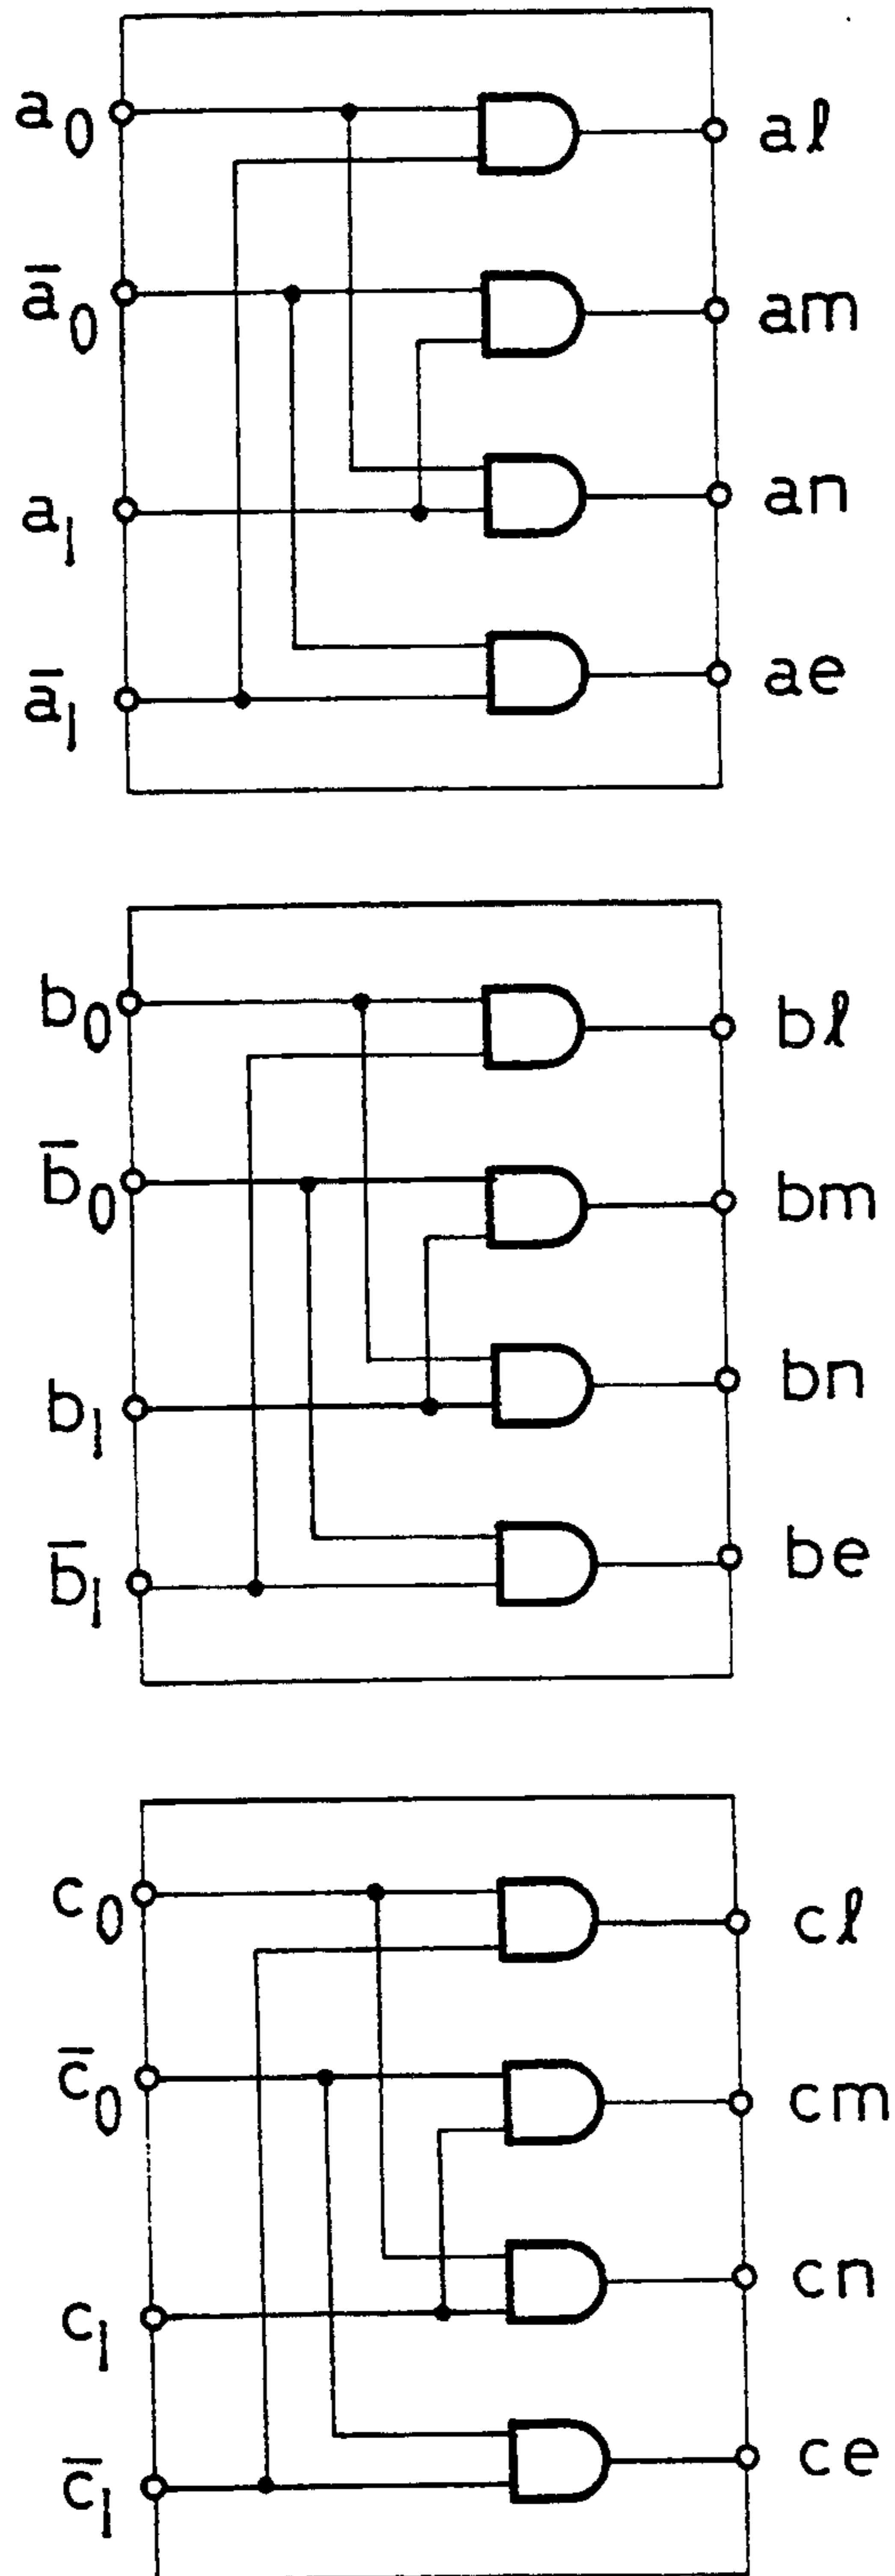 a₀ aℓ
ā₀ am
a₁ an
ā₁ ae
b₀ bℓ
b̄₀ bm
b₁ bn
b̄₁ be
c₀ cℓ
c̄₀ cm
c₁ cn
c̄₁ ce